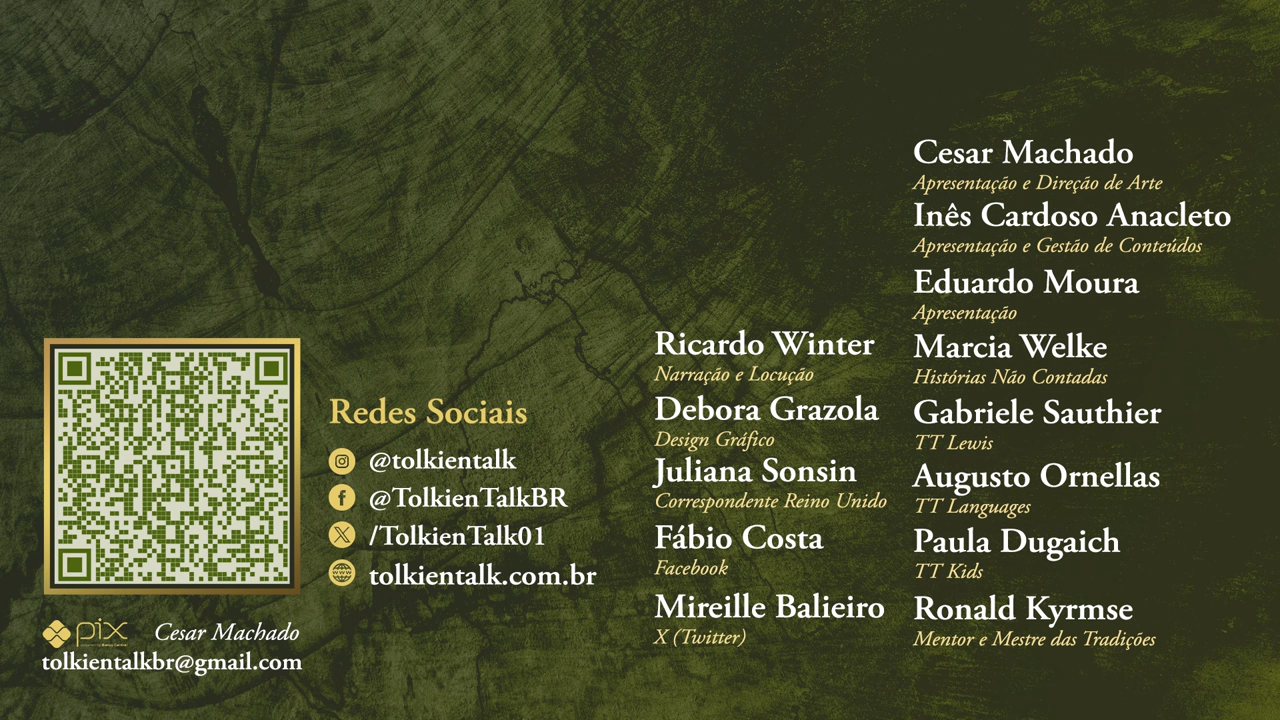 Redes Sociais
@tolkientalk
@TolkienTalkBR
/TolkienTalk01
tolkientalk.com.br
pix
Cesar Machado
tolkientalkbr@gmail.com
Ricardo Winter
Narração e Locução
Debora Grazola
Design Gráfico
Juliana Sonsin
Correspondente Reino Unido
Fábio Costa
Facebook
Mireille Balieiro
X (Twitter)
Cesar Machado
Apresentação e Direção de Arte
Inês Cardoso Anacleto
Apresentação e Gestão de Conteúdos
Eduardo Moura
Apresentação
Marcia Welke
Histórias Não Contadas
Gabriele Sauthier
TT Lewis
Augusto Ornellas
TT Languages
Paula Dugaich
TT Kids
Ronald Kyrmse
Mentor e Mestre das Tradições